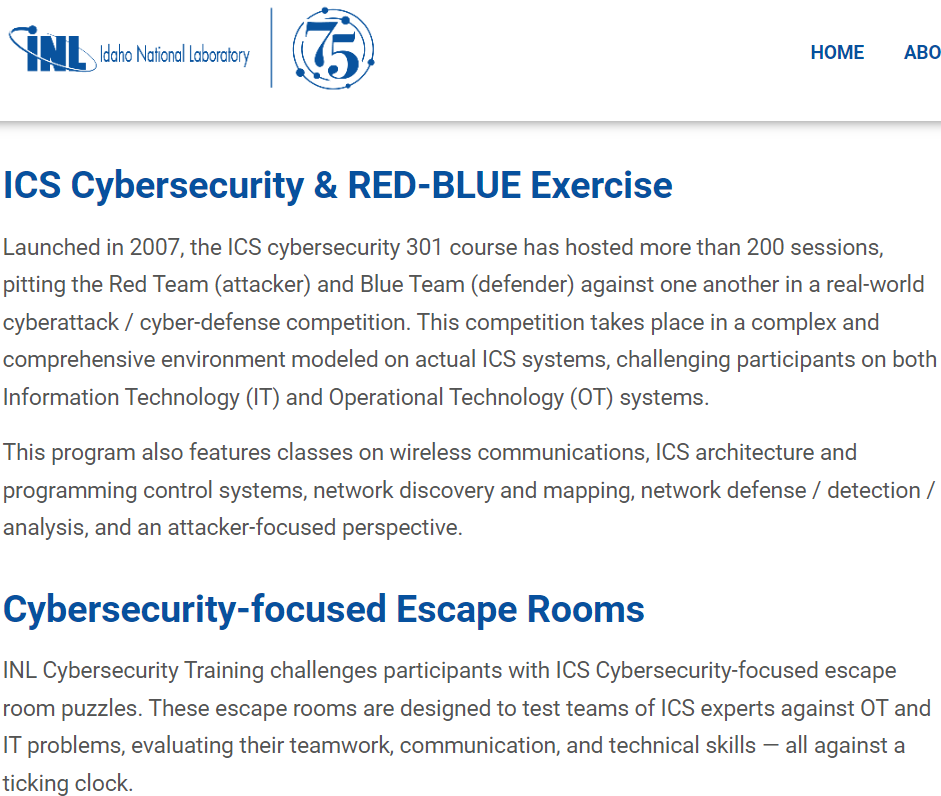 INL Idaho National Laboratory 75 HOME ABO
ICS Cybersecurity & RED-BLUE Exercise
Launched in 2007, the ICS cybersecurity 301 course has hosted more than 200 sessions,
pitting the Red Team (attacker) and Blue Team (defender) against one another in a real-world
cyberattack / cyber-defense competition. This competition takes place in a complex and
comprehensive environment modeled on actual ICS systems, challenging participants on both
Information Technology (IT) and Operational Technology (OT) systems.
This program also features classes on wireless communications, ICS architecture and
programming control systems, network discovery and mapping, network defense / detection /
analysis, and an attacker-focused perspective.
Cybersecurity-focused Escape Rooms
INL Cybersecurity Training challenges participants with ICS Cybersecurity-focused escape
room puzzles. These escape rooms are designed to test teams of ICS experts against OT and
IT problems, evaluating their teamwork, communication, and technical skills — all against a
ticking clock.